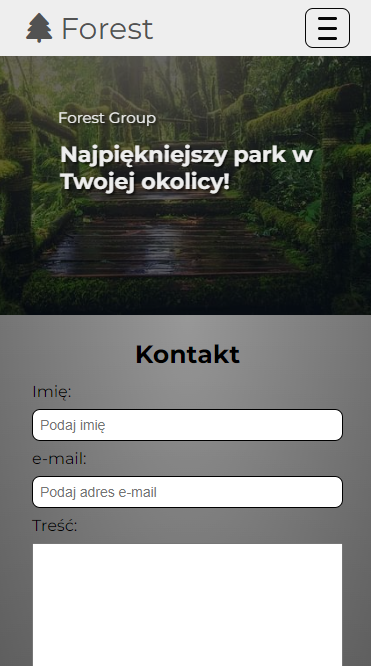 Forest
Forest Group
Najpiękniejszy park w
Twojej okolicy!
Kontakt
Imię:
Podaj imię
e-mail:
Podaj adres e-mail
Treść: